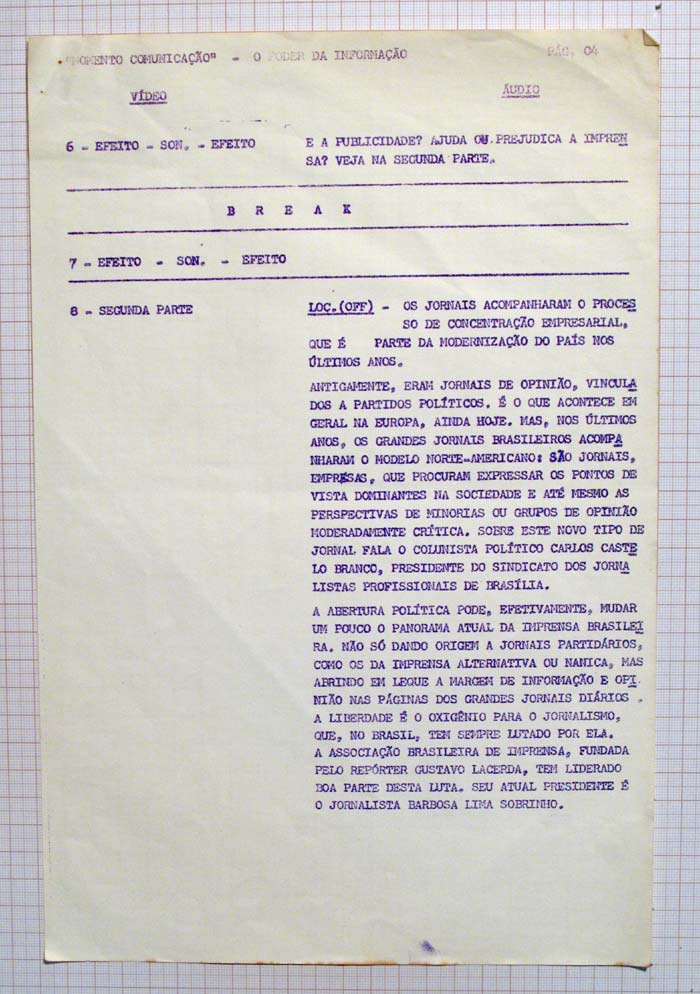 "MOMENTO COMUNICAÇÃO" - O PODER DA INFORMAÇÃO PÁG. 04
VÍDEO ÁUDIO
6 - EFEITO - SON. - EFEITO E A PUBLICIDADE? AJUDA OU PREJUDICA A IMPREN
SA? VEJA NA SEGUNDA PARTE.
B R E A K
7 - EFEITO - SON. - EFEITO
8 - SEGUNDA PARTE LOC.(OFF) - OS JORNAIS ACOMPANHARAM O PROCES
SO DE CONCENTRAÇÃO EMPRESARIAL,
QUE É PARTE DA MODERNIZAÇÃO DO PAÍS NOS
ÚLTIMOS ANOS.
ANTIGAMENTE, ERAM JORNAIS DE OPINIÃO, VINCULA
DOS A PARTIDOS POLÍTICOS. É O QUE ACONTECE EM
GERAL NA EUROPA, AINDA HOJE. MAS, NOS ÚLTIMOS
ANOS, OS GRANDES JORNAIS BRASILEIROS ACOMPA
NHARAM O MODELO NORTE-AMERICANO: SÃO JORNAIS,
EMPRÊSAS, QUE PROCURAM EXPRESSAR OS PONTOS DE
VISTA DOMINANTES NA SOCIEDADE E ATÉ MESMO AS
PERSPECTIVAS DE MINORIAS OU GRUPOS DE OPINIÃO
MODERADAMENTE CRÍTICA. SOBRE ESTE NOVO TIPO DE
JORNAL FALA O COLUNISTA POLÍTICO CARLOS CASTE
LO BRANCO, PRESIDENTE DO SINDICATO DOS JORNA
LISTAS PROFISSIONAIS DE BRASÍLIA.
A ABERTURA POLÍTICA PODE, EFETIVAMENTE, MUDAR
UM POUCO O PANORAMA ATUAL DA IMPRENSA BRASILEI
RA. NÃO SÓ DANDO ORIGEM A JORNAIS PARTIDÁRIOS,
COMO OS DA IMPRENSA ALTERNATIVA OU NANICA, MAS
ABRINDO EM LEQUE A MARGEM DE INFORMAÇÃO E OPI
NIÃO NAS PÁGINAS DOS GRANDES JORNAIS DIÁRIOS .
A LIBERDADE É O OXIGÊNIO PARA O JORNALISMO,
QUE, NO BRASIL, TEM SEMPRE LUTADO POR ELA.
A ASSOCIAÇÃO BRASILEIRA DE IMPRENSA, FUNDADA
PELO REPÓRTER GUSTAVO LACERDA, TEM LIDERADO
BOA PARTE DESTA LUTA. SEU ATUAL PRESIDENTE É
O JORNALISTA BARBOSA LIMA SOBRINHO.